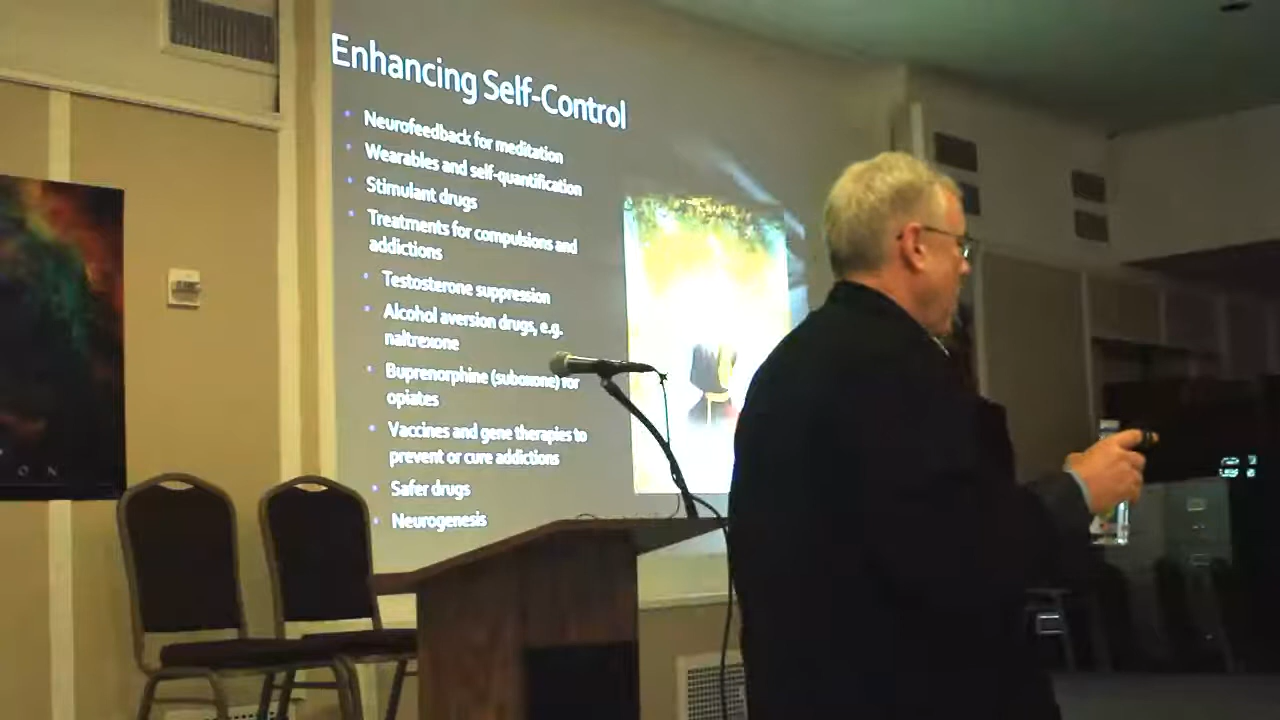 Enhancing Self-Control
Neurofeedback for meditation
Wearables and self-quantification
Stimulant drugs
Treatments for compulsions and
addictions
Testosterone suppression
Alcohol aversion drugs, e.g.
naltrexone
Buprenorphine (suboxone) for
opiates
Vaccines and gene therapies to
prevent or cure addictions
Safer drugs
Neurogenesis
O N